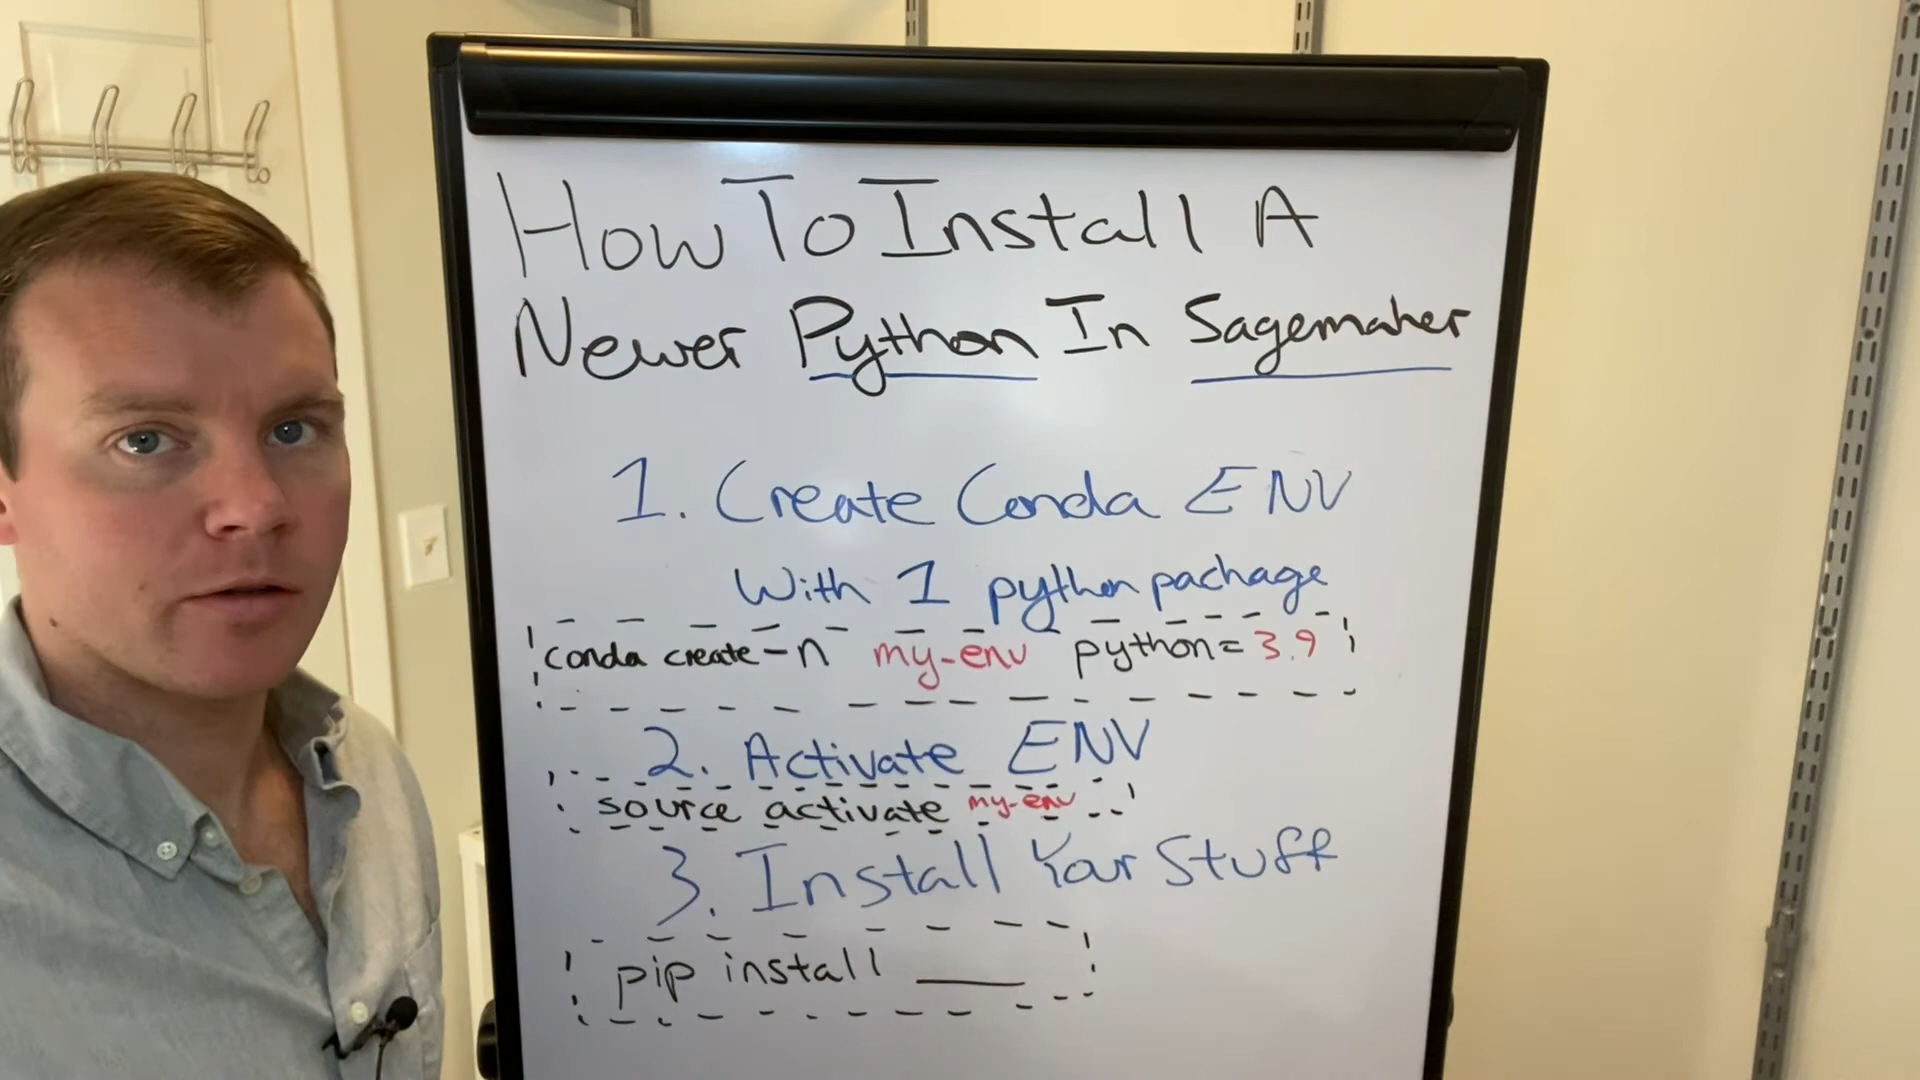 How To Install A
Newer Python In Sagemaker
1. Create Conda ENV
With 1 python package
conda create -n my-env python=3.9
2. Activate ENV
source activate my-env
3. Install Your Stuff
pip install ____